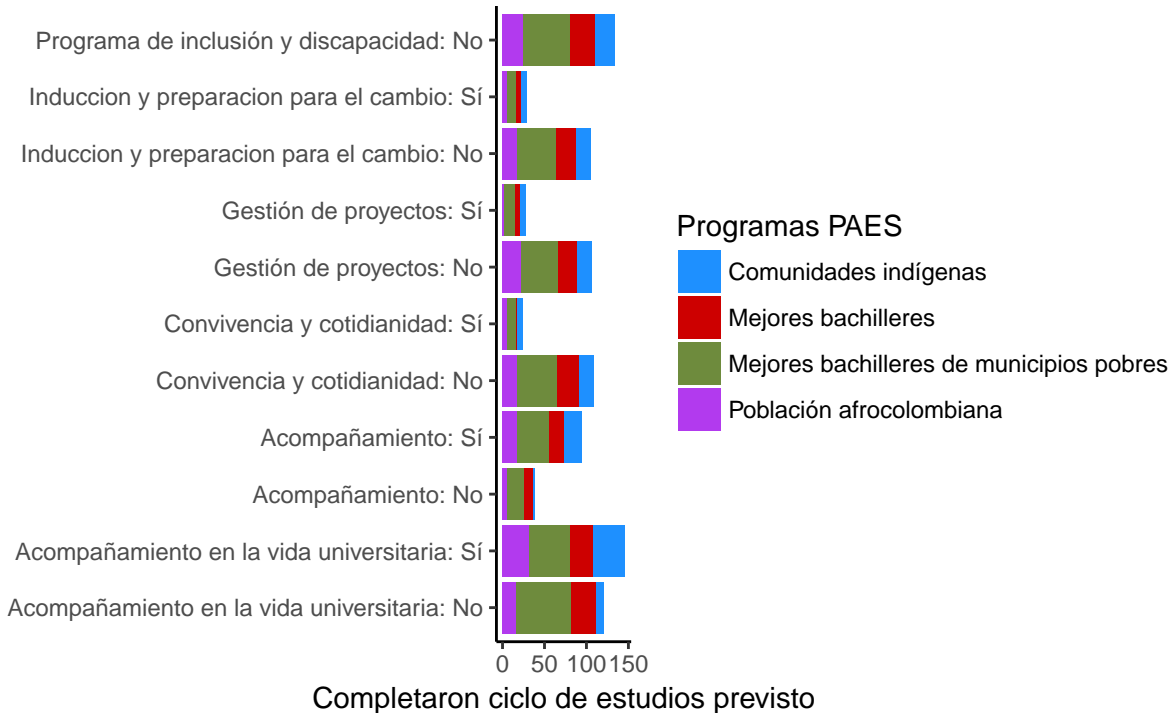 Programa de inclusión y discapacidad: No
Induccion y preparacion para el cambio: Sí
Induccion y preparacion para el cambio: No
Gestión de proyectos: Sí
Gestión de proyectos: No
Convivencia y cotidianidad: Sí
Convivencia y cotidianidad: No
Acompañamiento: Sí
Acompañamiento: No
Acompañamiento en la vida universitaria: Sí
Acompañamiento en la vida universitaria: No
0 50 100 150
Completaron ciclo de estudios previsto
Programas PAES
Comunidades indígenas
Mejores bachilleres
Mejores bachilleres de municipios pobres
Población afrocolombiana